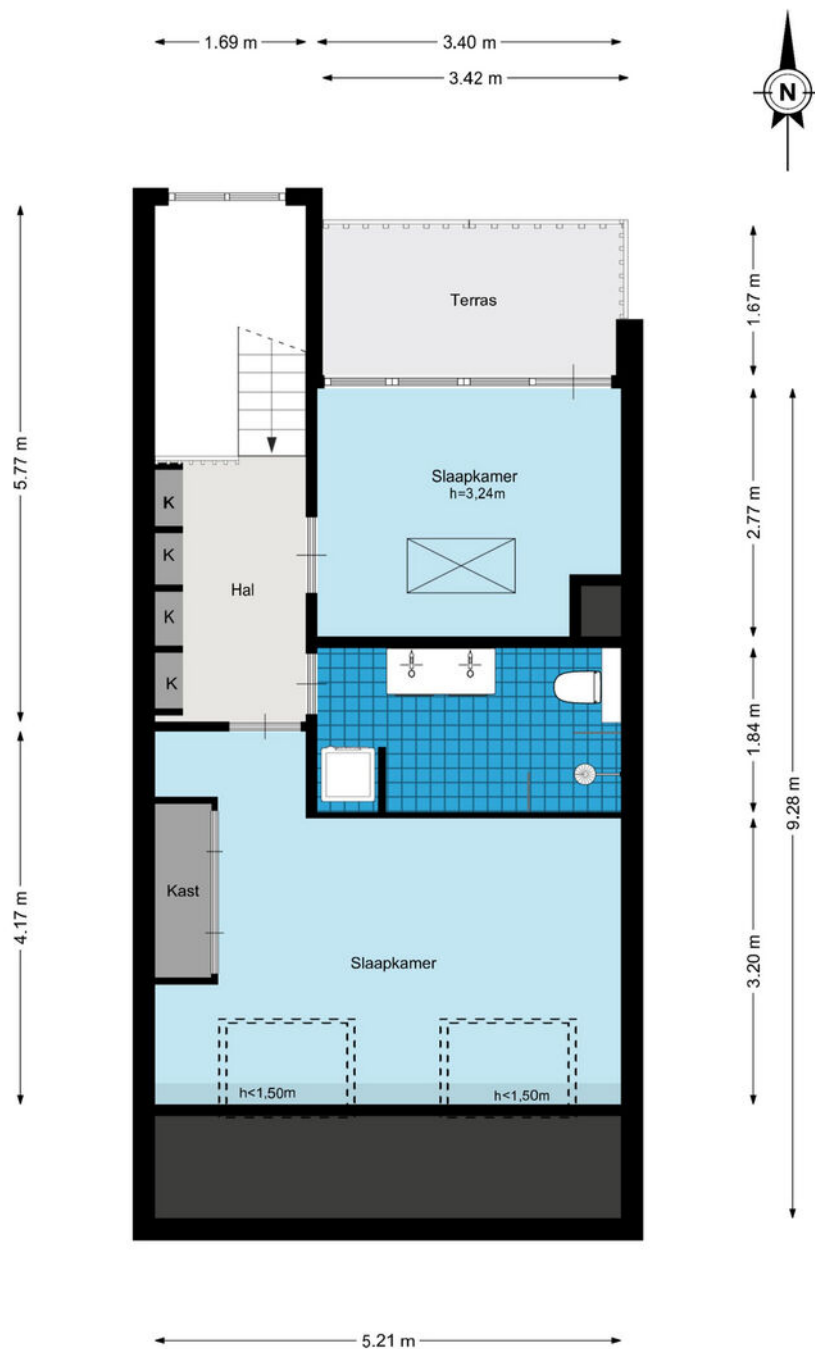 1.69 m
3.40 m
3.42 m
N
Terras
1.67 m
5.77 m
Slaapkamer
h=3,24m
2.77 m
K
K
Hal
K
K
1.84 m
9.28 m
Kast
4.17 m
Slaapkamer
3.20 m
h<1,50m
h<1,50m
5.21 m